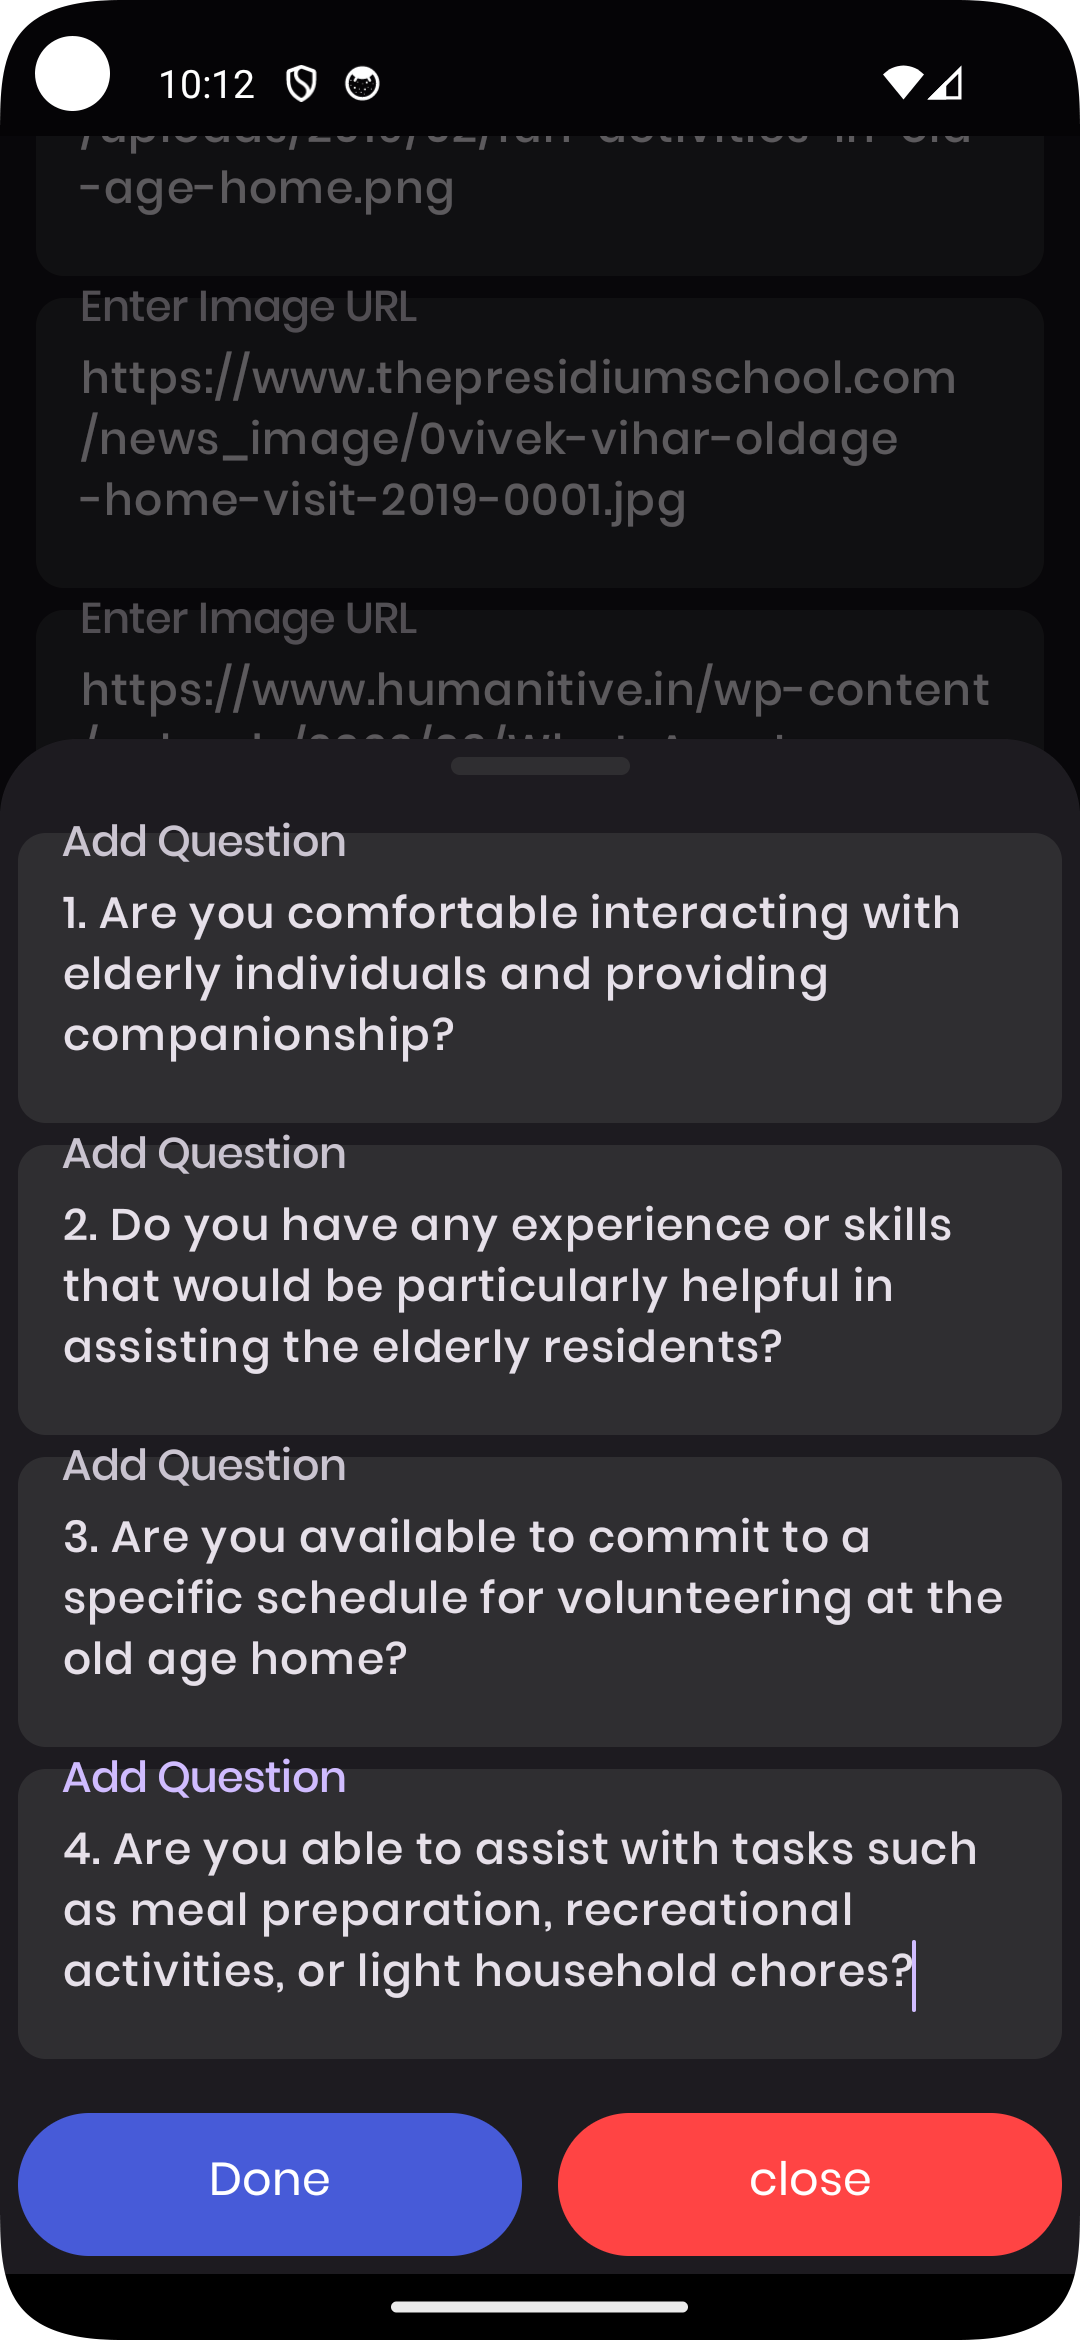 10:12
-age-home.png
Enter Image URL
https://www.thepresidiumschool.com
/news_image/0vivek-vihar-oldage
-home-visit-2019-0001.jpg
Enter Image URL
https://www.humanitive.in/wp-content
Add Question
1. Are you comfortable interacting with
elderly individuals and providing
companionship?
Add Question
2. Do you have any experience or skills
that would be particularly helpful in
assisting the elderly residents?
Add Question
3. Are you available to commit to a
specific schedule for volunteering at the
old age home?
Add Question
4. Are you able to assist with tasks such
as meal preparation, recreational
activities, or light household chores?
Done
close